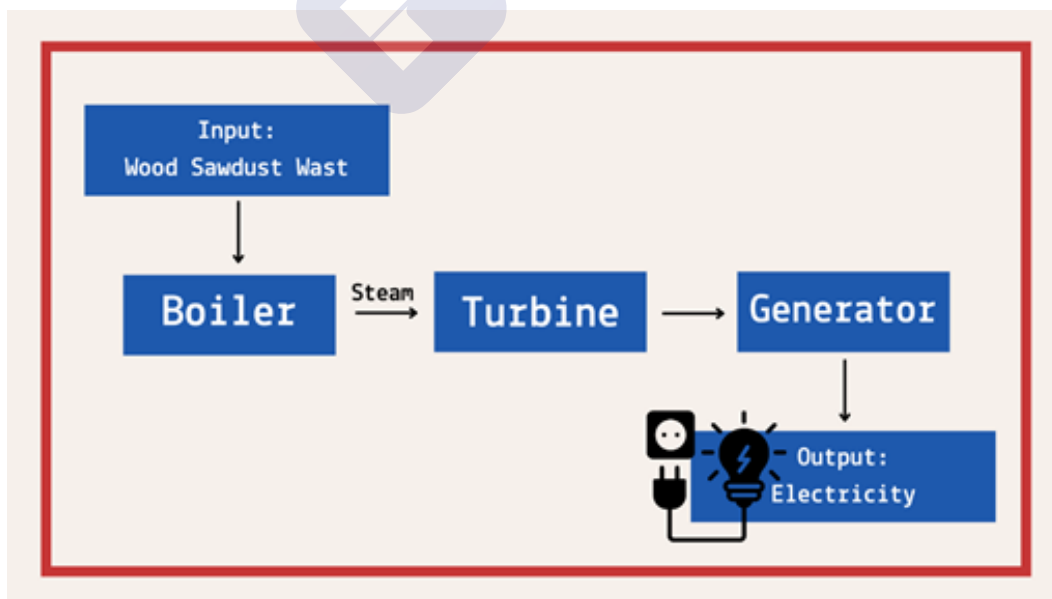 Input:
Wood Sawdust Wast
Boiler
Steam
Turbine
Generator
Output:
Electricity